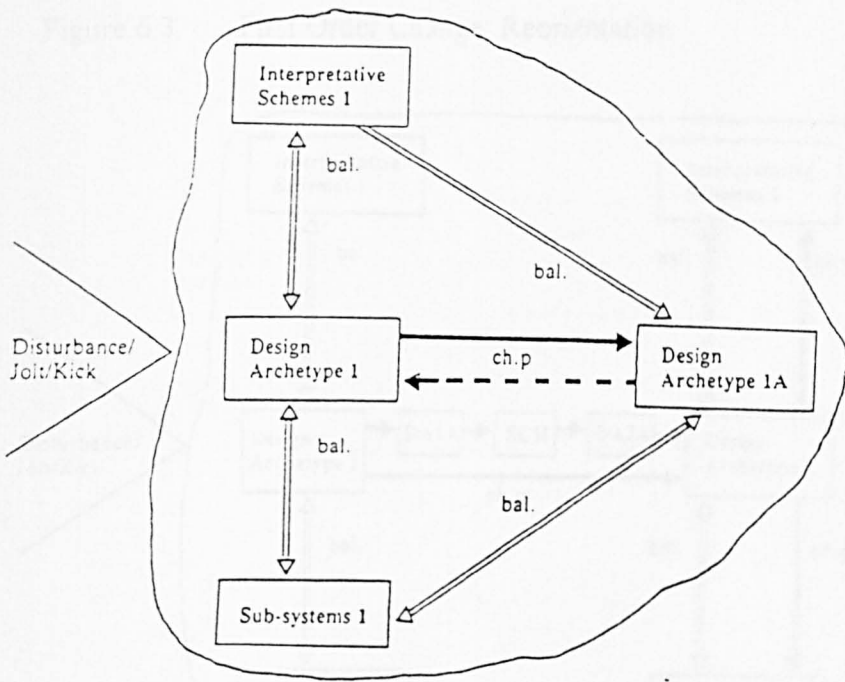 Interpretative
Schemes 1
bal.
bal.
Disturbance/
Jolt/Kick
Design
Archetype 1
ch.p
Design
Archetype 1A
bal.
bal.
Sub-systems 1